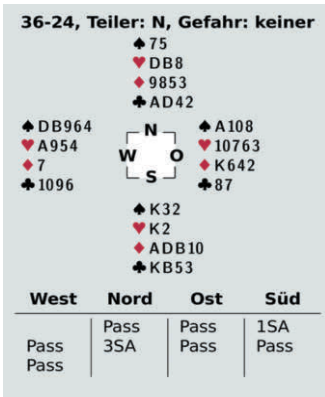 36-24, Teiler: N, Gefahr: keiner
♠ 75
♥ DB8
♦ 9853
♣ AD42
♠ DB964
♥ A954
♦ 7
♣ 1096
N
W O
S
♠ A108
♥ 10763
♦ K642
♣ 87
♠ K32
♥ K2
♦ ADB10
♣ KB53
West Nord Ost Süd
Pass Pass 1SA
Pass 3SA Pass Pass
Pass